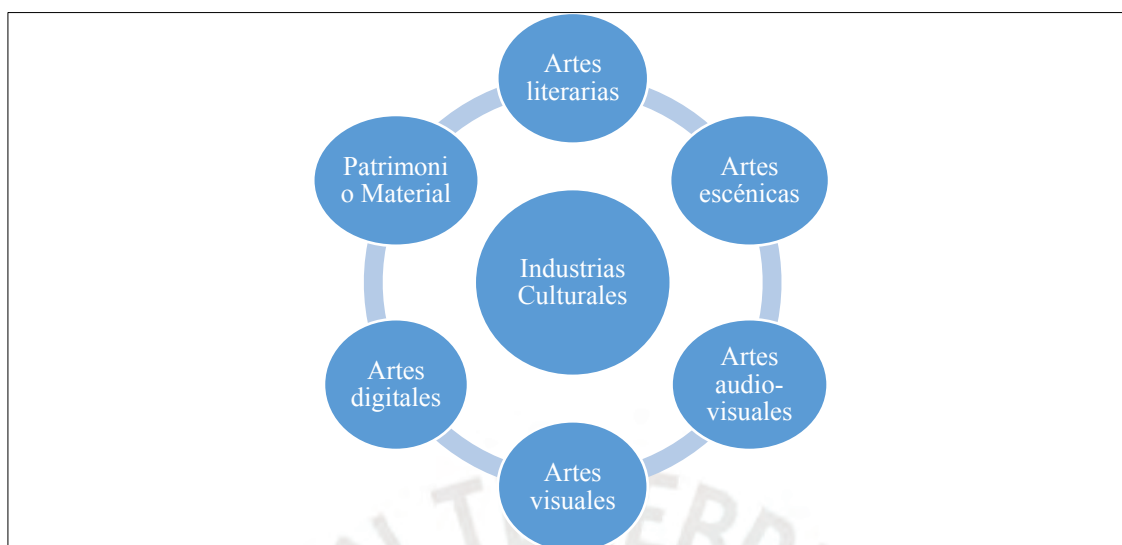 Artes
literarias
Patrimoni
o Material
Artes
escénicas
Industrias
Culturales
Artes
digitales
Artes
audio-
visuales
Artes
visuales